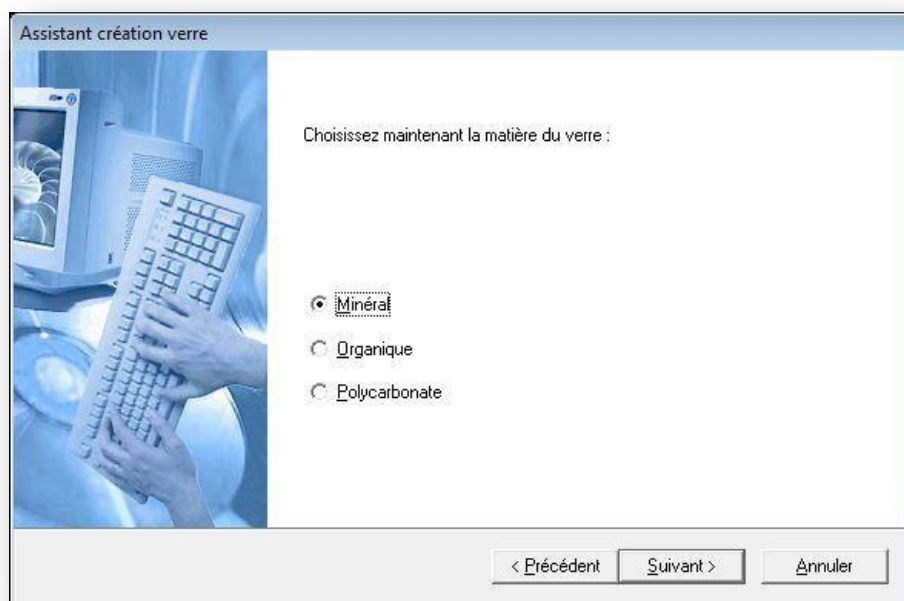 Assistant création verre
Choisissez maintenant la matière du verre :
Minéral
Organique
Polycarbonate
< Précédent
Suivant >
Annuler